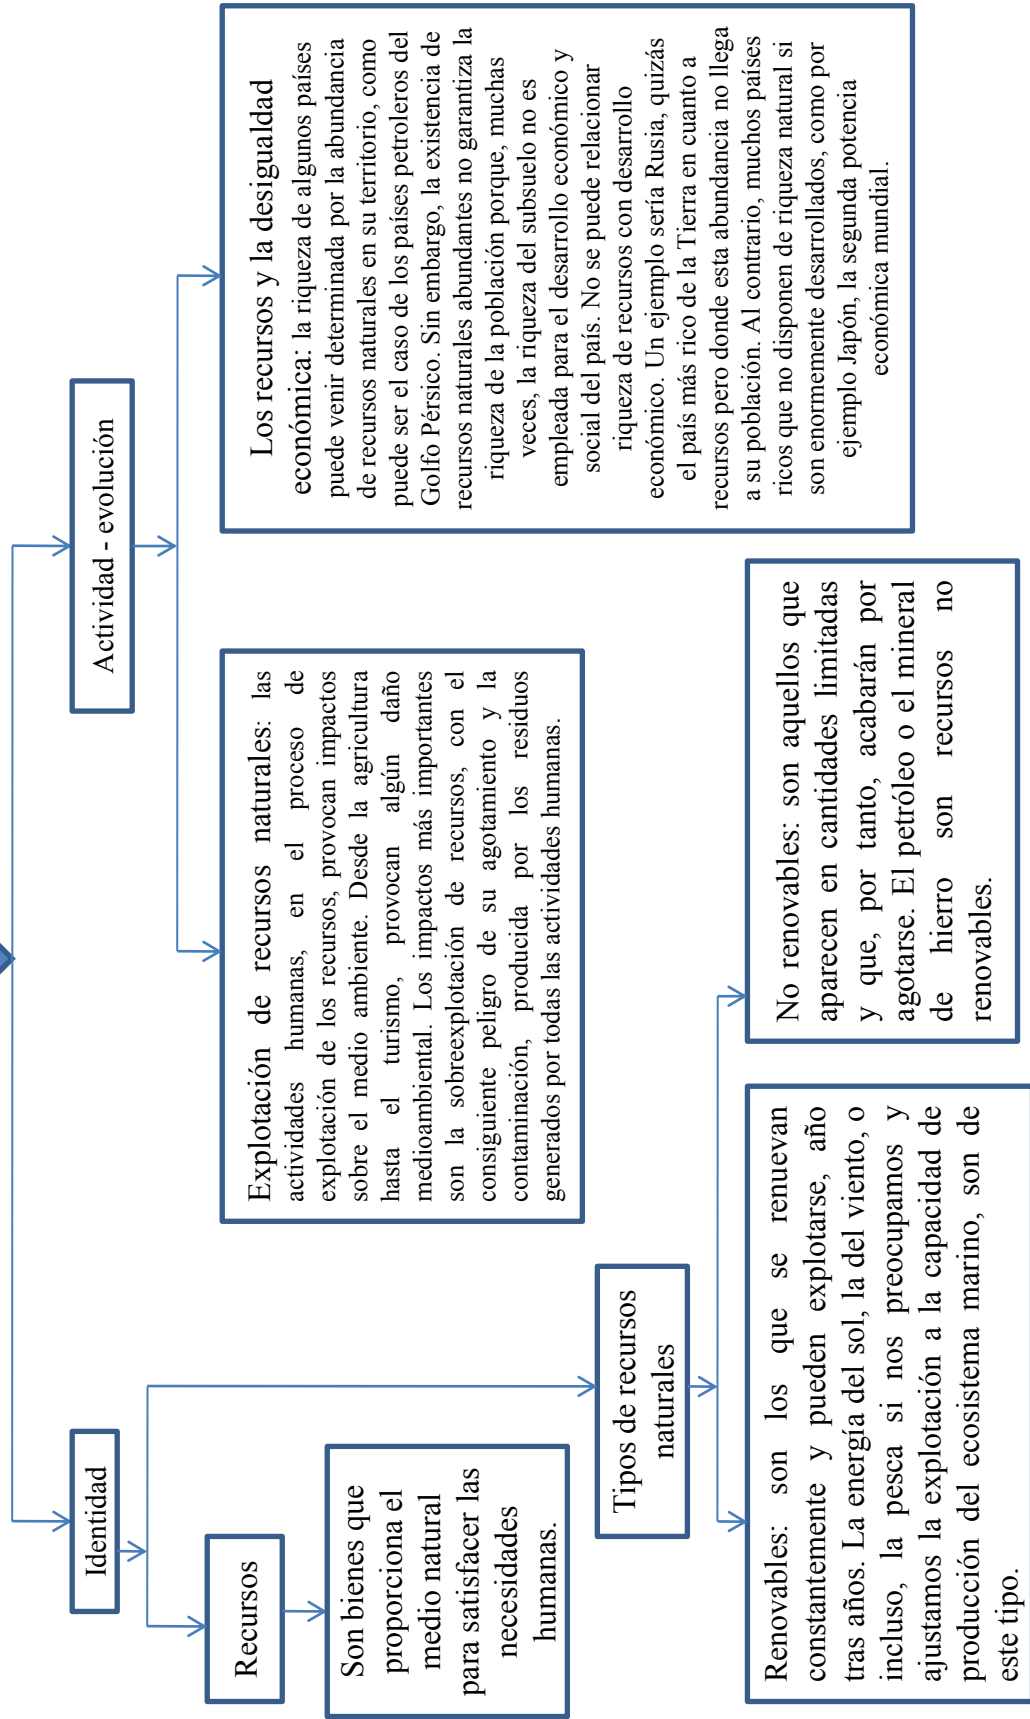 Identidad
Actividad - evolución
Recursos
Son bienes que
proporciona el
medio natural
para satisfacer las
necesidades
humanas.
Tipos de recursos
naturales
Renovables: son los que se renuevan
constantemente y pueden explotarse, año
tras años. La energía del sol, la del viento, o
incluso, la pesca si nos preocupamos y
ajustamos la explotación a la capacidad de
producción del ecosistema marino, son de
este tipo.
No renovables: son aquellos que
aparecen en cantidades limitadas
y que, por tanto, acabarán por
agotarse. El petróleo o el mineral
de hierro son recursos no
renovables.
Explotación de recursos naturales: las
actividades humanas, en el proceso de
explotación de los recursos, provocan impactos
sobre el medio ambiente. Desde la agricultura
hasta el turismo, provocan algún daño
medioambiental. Los impactos más importantes
son la sobreexplotación de recursos, con el
consiguiente peligro de su agotamiento y la
contaminación, producida por los residuos
generados por todas las actividades humanas.
Los recursos y la desigualdad
económica: la riqueza de algunos países
puede venir determinada por la abundancia
de recursos naturales en su territorio, como
puede ser el caso de los países petroleros del
Golfo Pérsico. Sin embargo, la existencia de
recursos naturales abundantes no garantiza la
riqueza de la población porque, muchas
veces, la riqueza del subsuelo no es
empleada para el desarrollo económico y
social del país. No se puede relacionar
riqueza de recursos con desarrollo
económico. Un ejemplo sería Rusia, quizás
el país más rico de la Tierra en cuanto a
recursos pero donde esta abundancia no llega
a su población. Al contrario, muchos países
ricos que no disponen de riqueza natural si
son enormemente desarrollados, como por
ejemplo Japón, la segunda potencia
económica mundial.